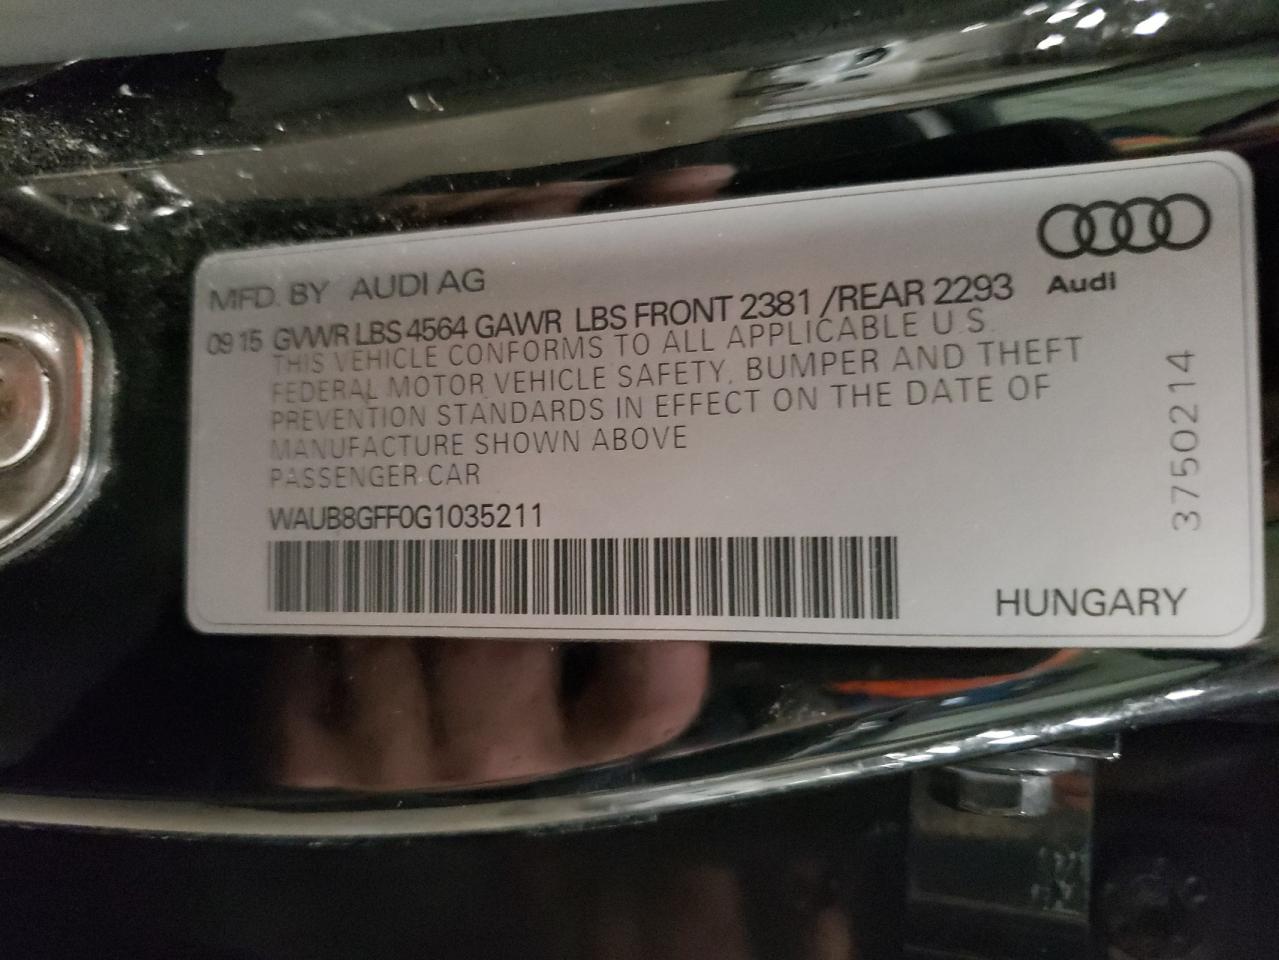 MFD. BY AUDI AG
09 15 GVWR LBS 4564 GAWR LBS FRONT 2381 /REAR 2293
THIS VEHICLE CONFORMS TO ALL APPLICABLE U.S.
FEDERAL MOTOR VEHICLE SAFETY, BUMPER AND THEFT
PREVENTION STANDARDS IN EFFECT ON THE DATE OF
MANUFACTURE SHOWN ABOVE
PASSENGER CAR
WAUB8GFF0G1035211
Audi
3750214
HUNGARY